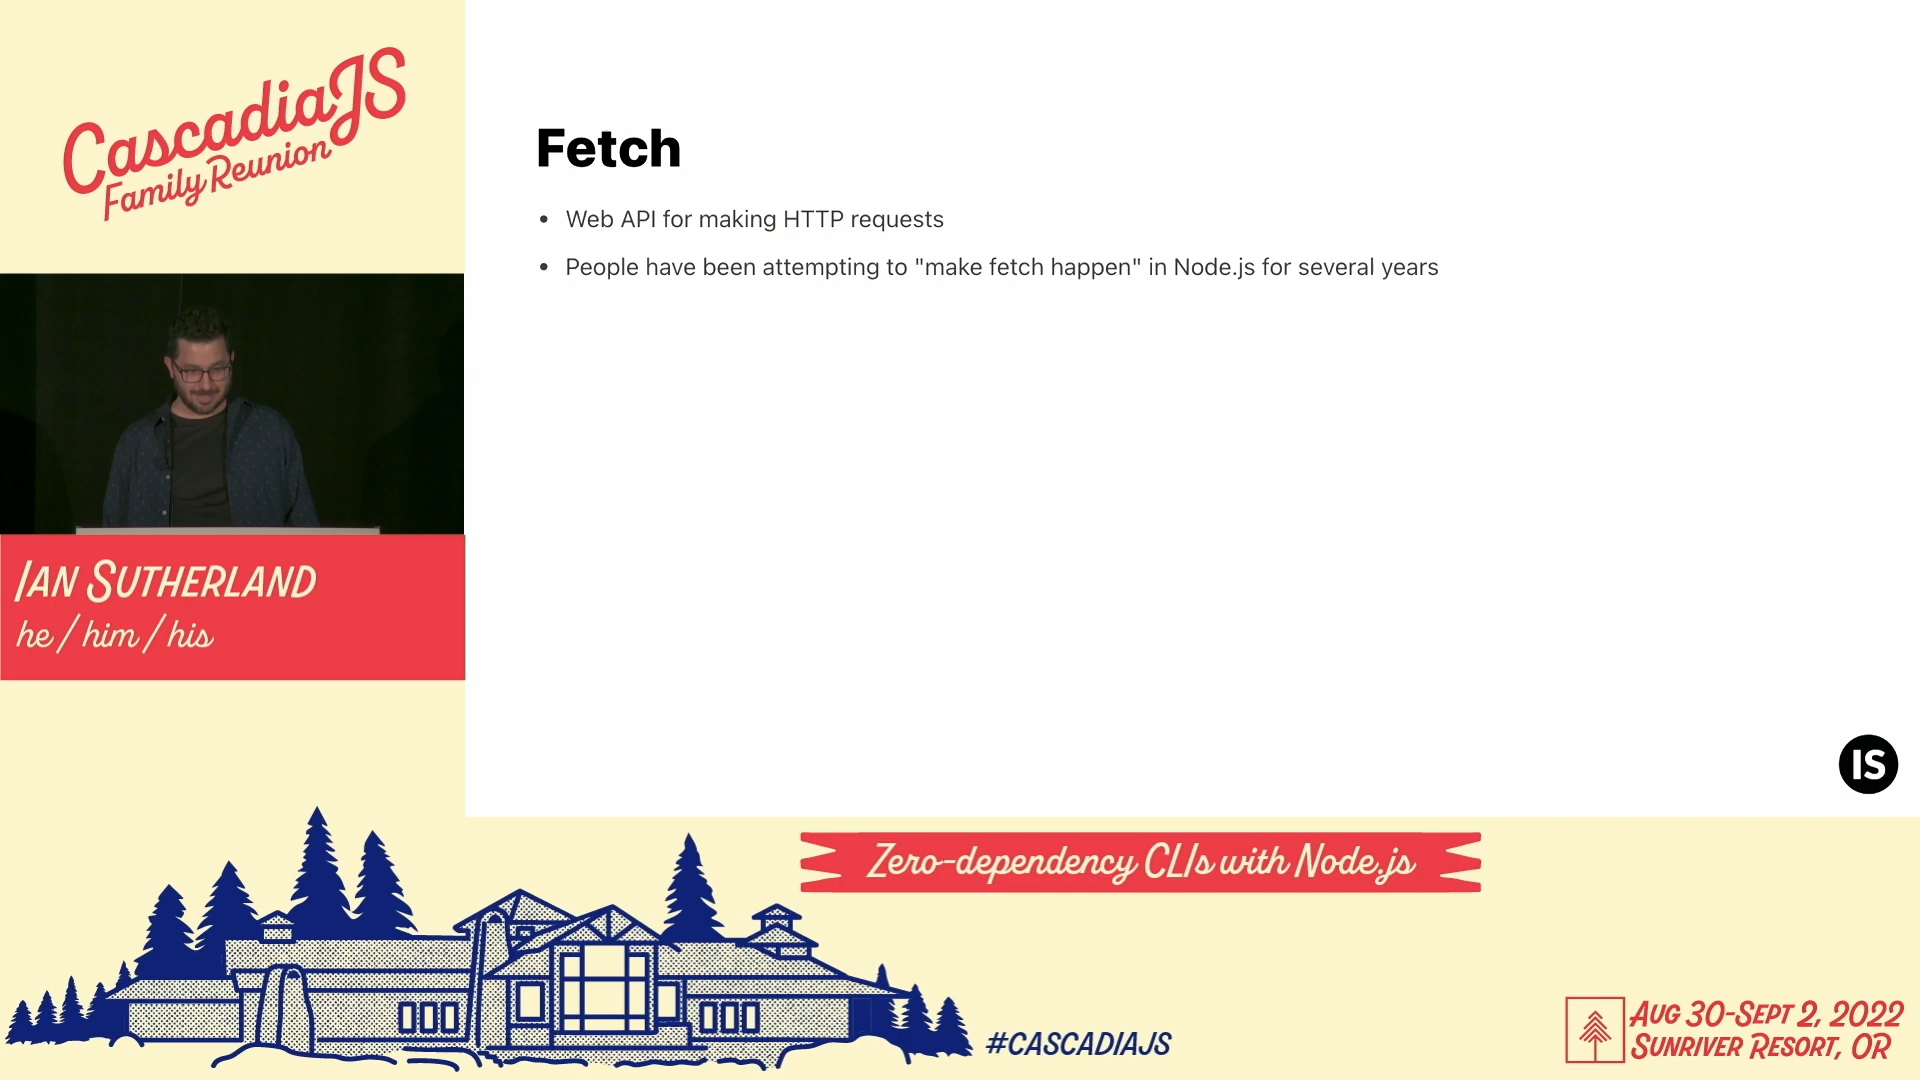 CascadiaJS
Family Reunion
Fetch
• Web API for making HTTP requests
• People have been attempting to "make fetch happen" in Node.js for several years
IAN SUTHERLAND
he / him / his
IS
Zero-dependency CLIs with Node.js
#CASCADIAJS
AUG 30-SEPT 2, 2022
SUNRIVER RESORT, OR